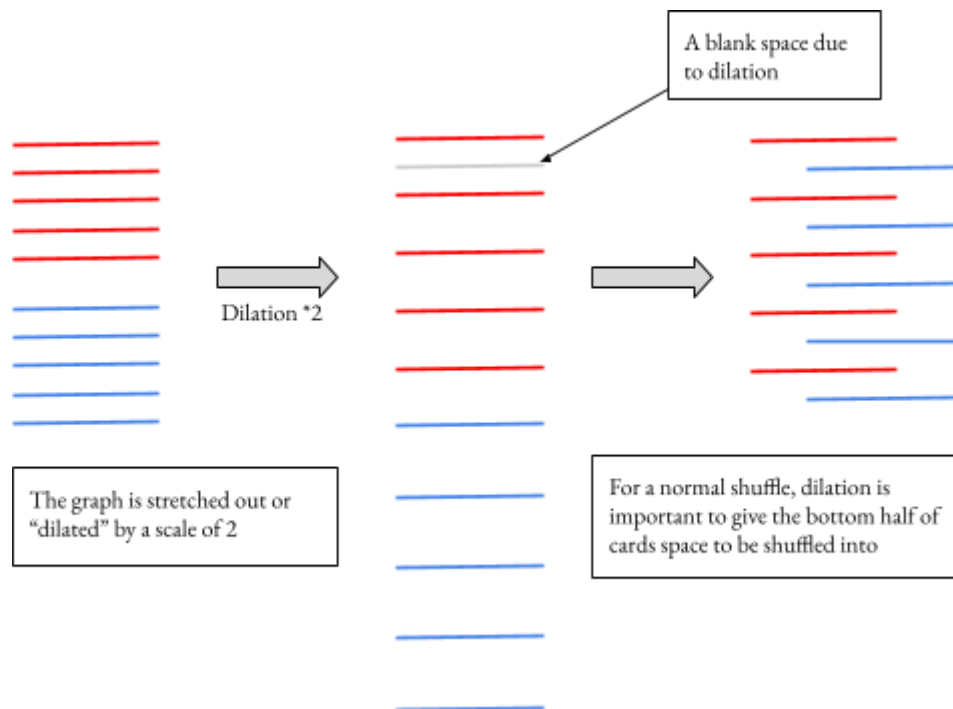 A blank space due
to dilation
Dilation *2
The graph is stretched out or
“dilated” by a scale of 2
For a normal shuffle, dilation is
important to give the bottom half of
cards space to be shuffled into